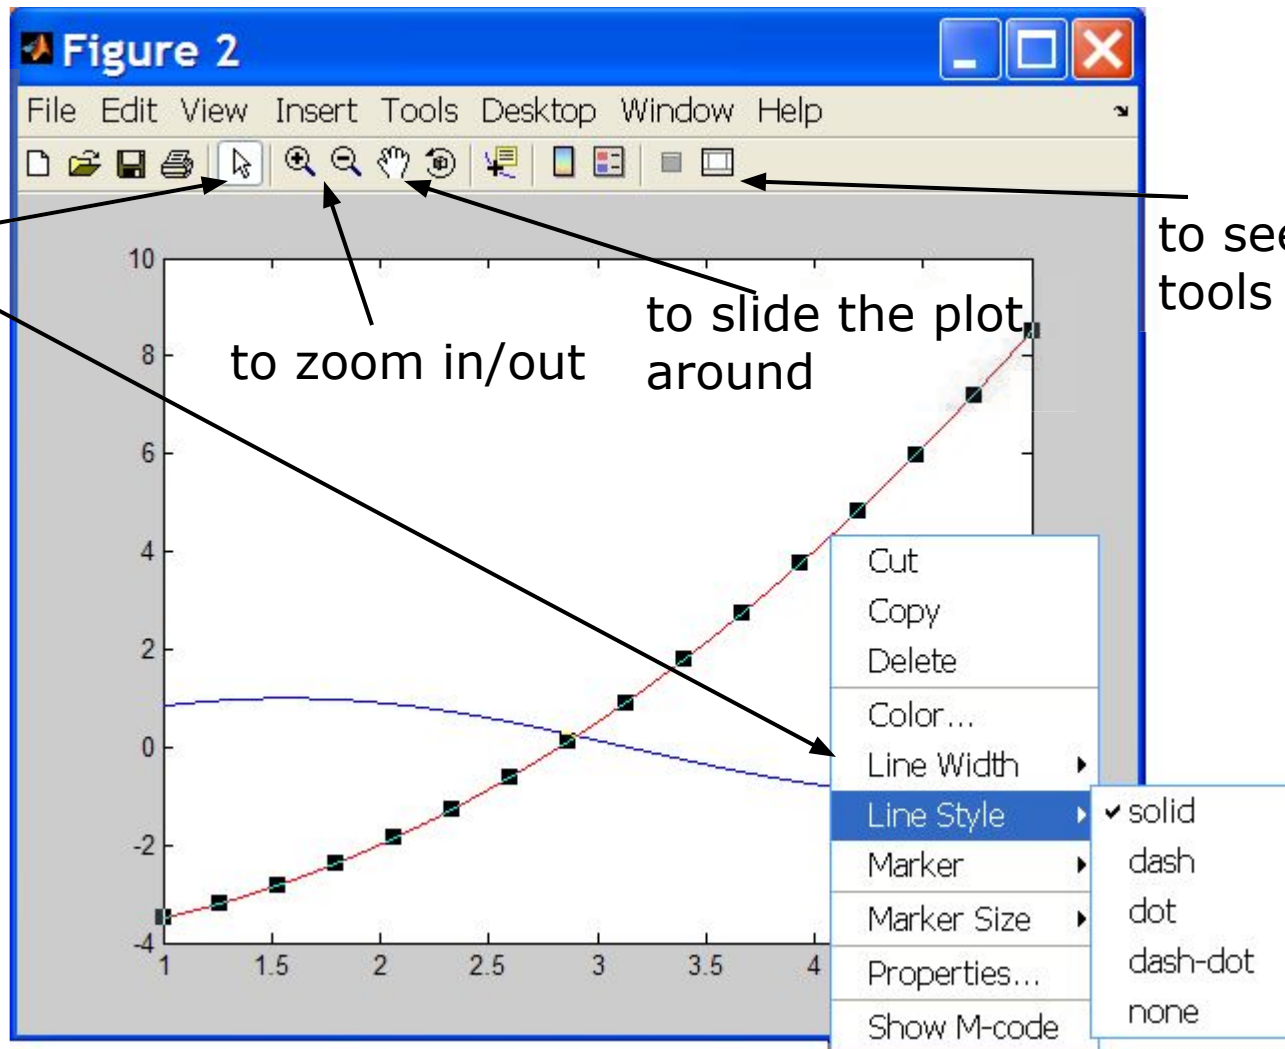 Figure 2
File Edit View Insert Tools Desktop Window Help
to see
tools
to slide the plot
around
to zoom in/out
10
8
6
4
2
0
-2
-4
1 1.5 2 2.5 3 3.5 4
Cut
Copy
Delete
Color...
Line Width
Line Style
Marker
Marker Size
Properties...
Show M-code
solid
dash
dot
dash-dot
none